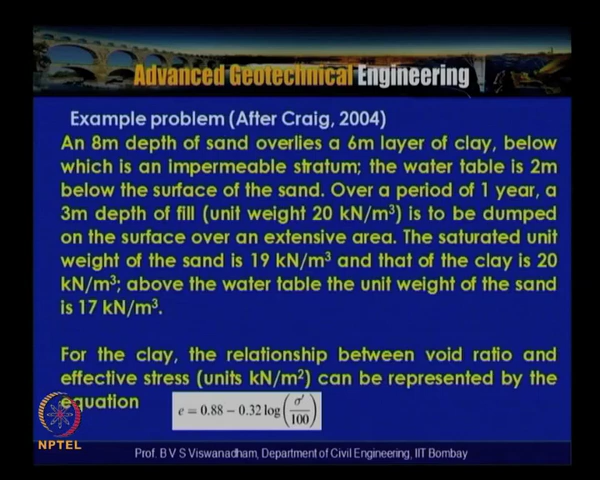 Advanced Geotechnical Engineering
Example problem (After Craig, 2004)
An 8m depth of sand overlies a 6m layer of clay, below
which is an impermeable stratum; the water table is 2m
below the surface of the sand. Over a period of 1 year, a
3m depth of fill (unit weight 20 kN/m³) is to be dumped
on the surface over an extensive area. The saturated unit
weight of the sand is 19 kN/m³ and that of the clay is 20
kN/m³; above the water table the unit weight of the sand
is 17 kN/m³.
For the clay, the relationship between void ratio and
effective stress (units kN/m²) can be represented by the
equation e = 0.88 − 0.32 log(σ′/100)
NPTEL
Prof. B V S Viswanadham, Department of Civil Engineering, IIT Bombay